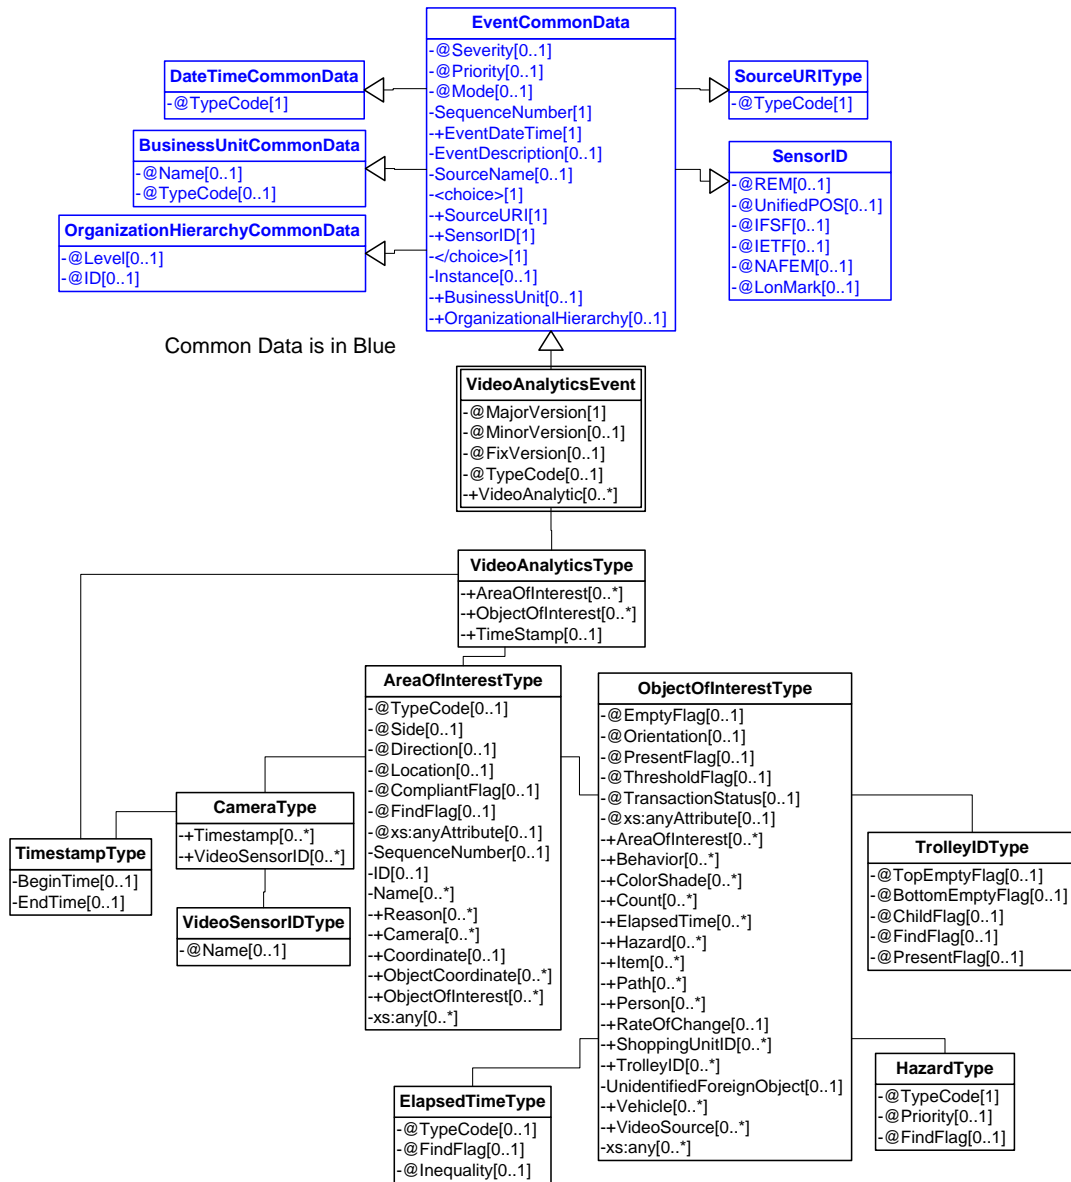 EventCommonData
-@Severity[0..1]
-@Priority[0..1]
-@Mode[0..1]
-SequenceNumber[1]
-+EventDateTime[1]
-EventDescription[0..1]
-SourceName[0..1]
-<choice>[1]
-+SourceURI[1]
-+SensorID[1]
-</choice>[1]
-Instance[0..1]
-+BusinessUnit[0..1]
-+OrganizationalHierarchy[0..1]
DateTimeCommonData
-@TypeCode[1]
BusinessUnitCommonData
-@Name[0..1]
-@TypeCode[0..1]
OrganizationHierarchyCommonData
-@Level[0..1]
-@ID[0..1]
SourceURIType
-@TypeCode[1]
SensorID
-@REM[0..1]
-@UnifiedPOS[0..1]
-@IFSF[0..1]
-@IETF[0..1]
-@NAFEM[0..1]
-@LonMark[0..1]
Common Data is in Blue
VideoAnalyticsEvent
-@MajorVersion[1]
-@MinorVersion[0..1]
-@FixVersion[0..1]
-@TypeCode[0..1]
-+VideoAnalytic[0..*]
VideoAnalyticsType
-+AreaOfInterest[0..*]
-+ObjectOfInterest[0..*]
-+TimeStamp[0..1]
AreaOfInterestType
-@TypeCode[0..1]
-@Side[0..1]
-@Direction[0..1]
-@Location[0..1]
-@CompliantFlag[0..1]
-@FindFlag[0..1]
-@xs:anyAttribute[0..1]
-SequenceNumber[0..1]
-ID[0..1]
-Name[0..*]
-+Reason[0..*]
-+Camera[0..*]
-+Coordinate[0..1]
-+ObjectCoordinate[0..*]
-+ObjectOfInterest[0..*]
-xs:any[0..*]
ObjectOfInterestType
-@EmptyFlag[0..1]
-@Orientation[0..1]
-@PresentFlag[0..1]
-@ThresholdFlag[0..1]
-@TransactionStatus[0..1]
-@xs:anyAttribute[0..1]
-+AreaOfInterest[0..*]
-+Behavior[0..*]
-+ColorShade[0..*]
-+Count[0..*]
-+ElapsedTime[0..*]
-+Hazard[0..*]
-+Item[0..*]
-+Path[0..*]
-+Person[0..*]
-+RateOfChange[0..1]
-+ShoppingUnitID[0..*]
-+TrolleyID[0..*]
-UnidentifiedForeignObject[0..1]
-+Vehicle[0..*]
-+VideoSource[0..*]
-xs:any[0..*]
CameraType
-+Timestamp[0..*]
-+VideoSensorID[0..*]
TimestampType
-BeginTime[0..1]
-EndTime[0..1]
VideoSensorIDType
-@Name[0..1]
TrolleyIDType
-@TopEmptyFlag[0..1]
-@BottomEmptyFlag[0..1]
-@ChildFlag[0..1]
-@FindFlag[0..1]
-@PresentFlag[0..1]
HazardType
-@TypeCode[1]
-@Priority[0..1]
-@FindFlag[0..1]
ElapsedTimeType
-@TypeCode[0..1]
-@FindFlag[0..1]
-@Inequality[0..1]